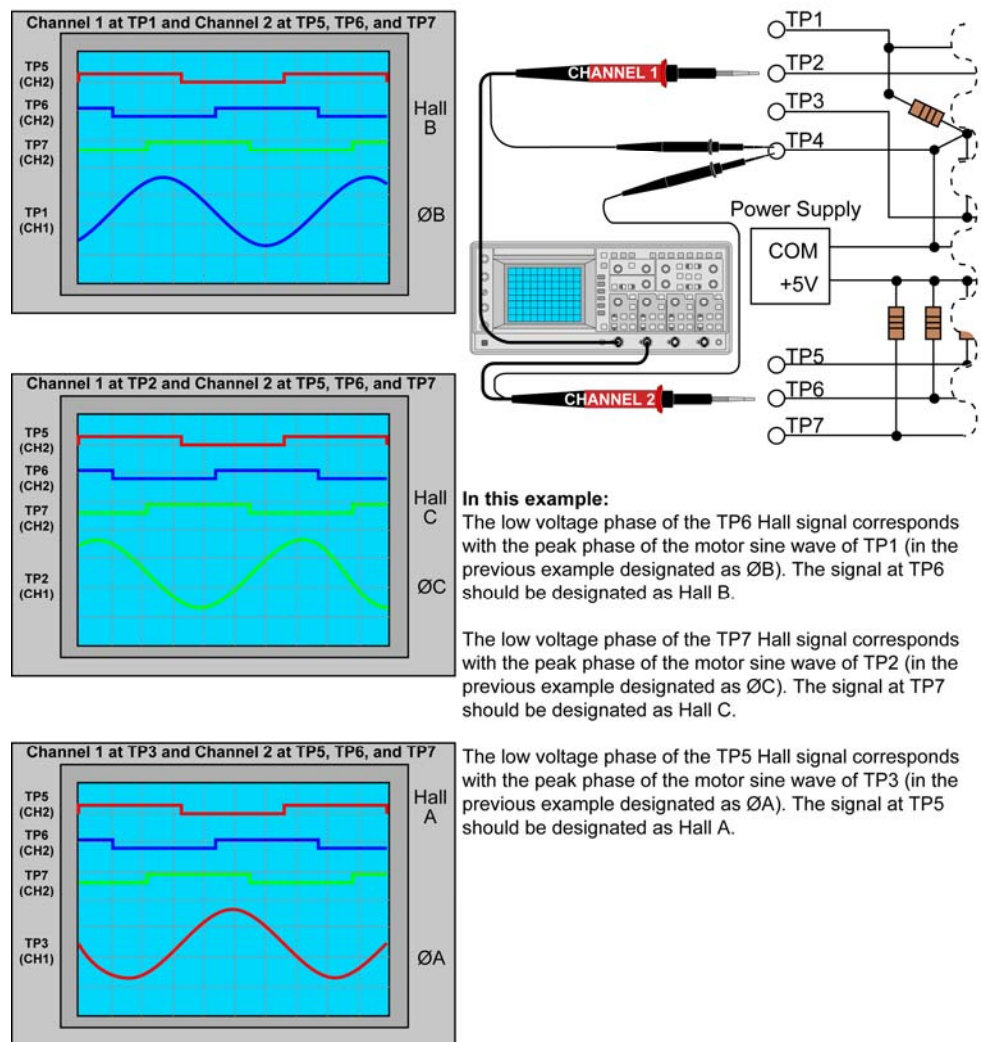 Channel 1 at TP1 and Channel 2 at TP5, TP6, and TP7
TP5
(CH2)
TP6
(CH2)
TP7
(CH2)
TP1
(CH1)
Hall
B
ØB
TP1
TP2
TP3
TP4
CHANNEL 1
Power Supply
COM
+5V
TP5
TP6
TP7
CHANNEL 2
Channel 1 at TP2 and Channel 2 at TP5, TP6, and TP7
TP5
(CH2)
TP6
(CH2)
TP7
(CH2)
TP2
(CH1)
Hall
C
ØC
In this example:
The low voltage phase of the TP6 Hall signal corresponds
with the peak phase of the motor sine wave of TP1 (in the
previous example designated as ØB). The signal at TP6
should be designated as Hall B.
The low voltage phase of the TP7 Hall signal corresponds
with the peak phase of the motor sine wave of TP2 (in the
previous example designated as ØC). The signal at TP7
should be designated as Hall C.
Channel 1 at TP3 and Channel 2 at TP5, TP6, and TP7
TP5
(CH2)
TP6
(CH2)
TP7
(CH2)
TP3
(CH1)
Hall
A
ØA
The low voltage phase of the TP5 Hall signal corresponds
with the peak phase of the motor sine wave of TP3 (in the
previous example designated as ØA). The signal at TP5
should be designated as Hall A.